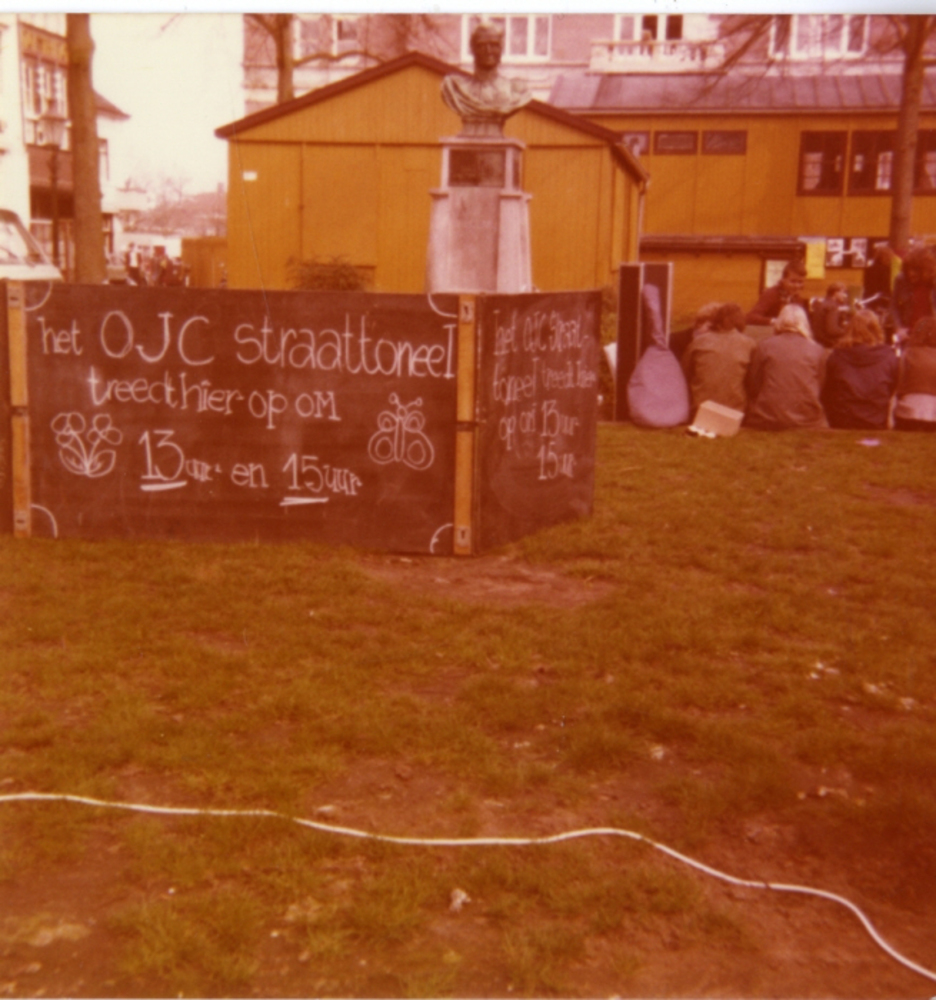 het OJC straattoneel
treedt hier op om
13 uur en 15 uur
het OJC straat-
toneel treedt hier
op om 13 uur
15 uur